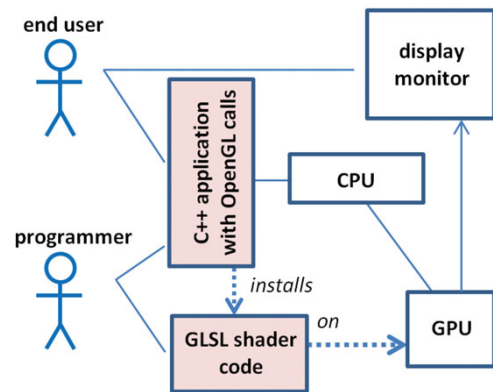 end user
display
monitor
C++ application
with OpenGL calls
CPU
programmer
installs
GLSL shader
code
on
GPU